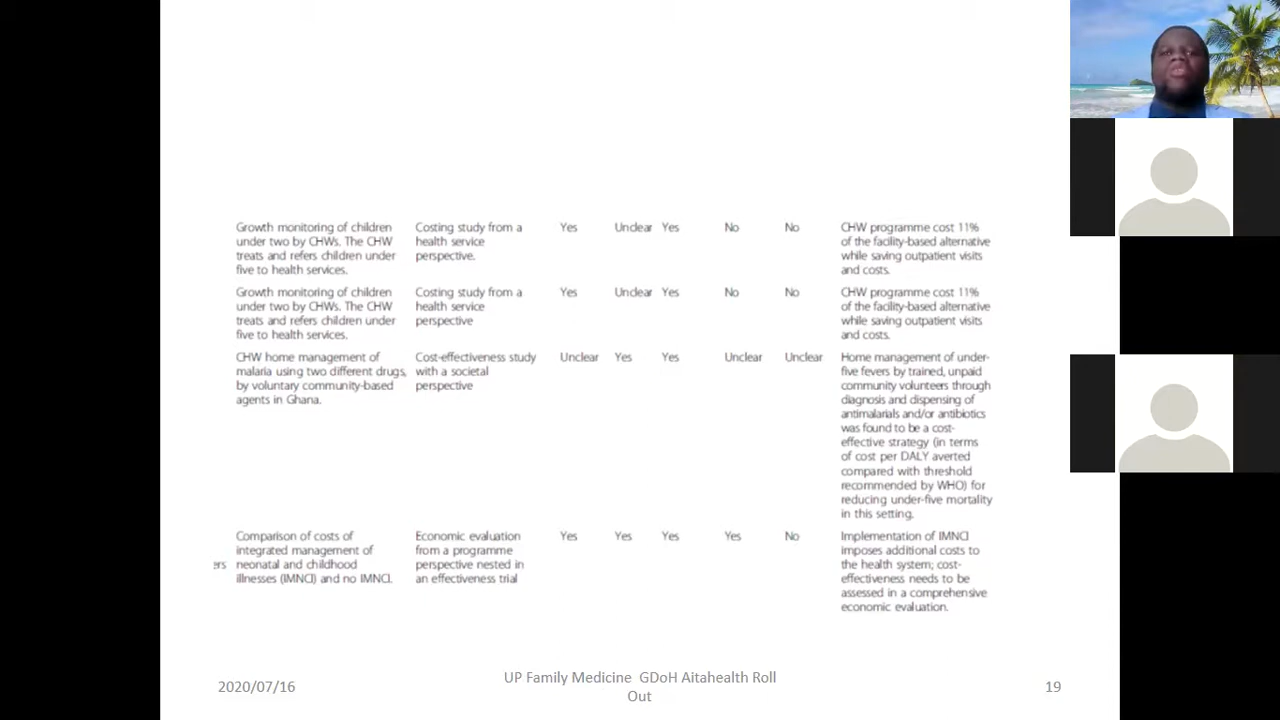 Growth monitoring of children
under two by CHWs. The CHW
treats and refers children under
five to health services.
Costing study from a
health service
perspective.
Yes
Unclear
Yes
No
No
CHW programme cost 11%
of the facility-based alternative
while saving outpatient visits
and costs.
Growth monitoring of children
under two by CHWs. The CHW
treats and refers children under
five to health services.
Costing study from a
health service
perspective
Yes
Unclear
Yes
No
No
CHW programme cost 11%
of the facility-based alternative
while saving outpatient visits
and costs.
CHW home management of
malaria using two different drugs,
by voluntary community-based
agents in Ghana.
Cost-effectiveness study
with a societal
perspective
Unclear
Yes
Yes
Unclear
Unclear
Home management of under-
five fevers by trained, unpaid
community volunteers through
diagnosis and dispensing of
antimalarials and/or antibiotics
was found to be a cost-
effective strategy (in terms
of cost per DALY averted
compared with threshold
recommended by WHO) for
reducing under-five mortality
in this setting.
ers
Comparison of costs of
integrated management of
neonatal and childhood
illnesses (IMNCI) and no IMNCI.
Economic evaluation
from a programme
perspective nested in
an effectiveness trial
Yes
Yes
Yes
Yes
No
Implementation of IMNCI
imposes additional costs to
the health system; cost-
effectiveness needs to be
assessed in a comprehensive
economic evaluation.
2020/07/16
UP Family Medicine GDoH Aitahealth Roll
Out
19